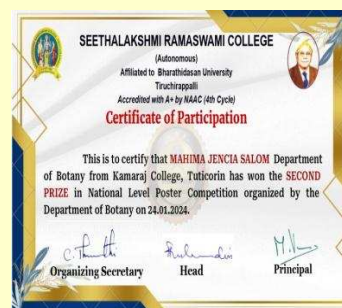 SEETHALAKSHMI RAMASWAMI COLLEGE
(Autonomous)
Affiliated to Bharathidasan University
Tiruchirappalli
Accredited with A+ by NAAC (4th Cycle)
Certificate of Participation
This is to certify that MAHIMA JENCIA SALOM Department
of Botany from Kamaraj College, Tuticorin has won the SECOND
PRIZE in National Level Poster Competition organized by the
Department of Botany on 24.01.2024.
Organizing Secretary Head Principal